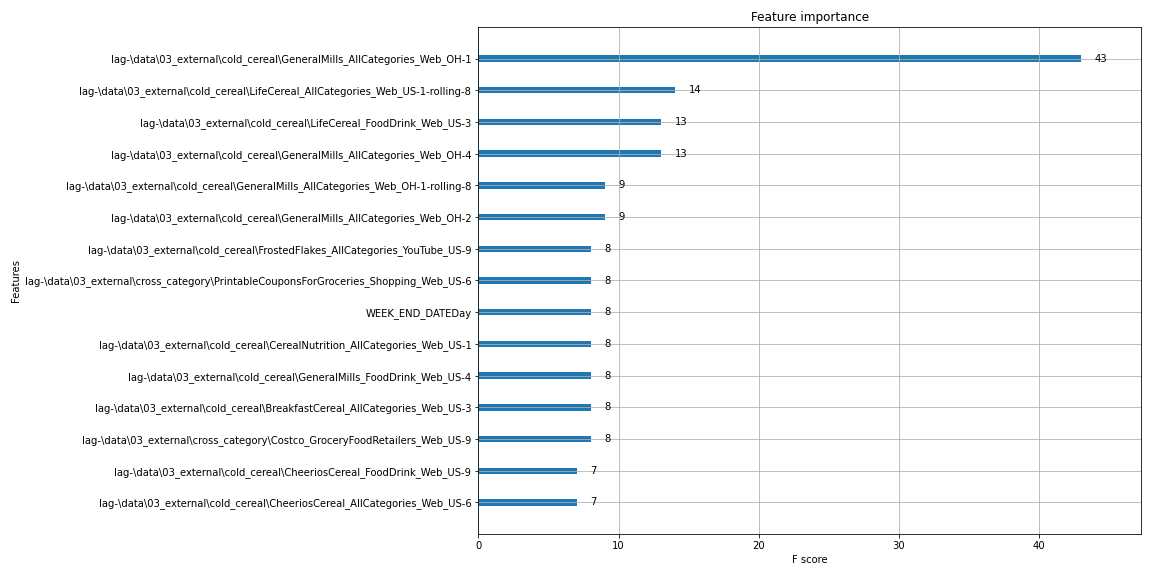 Feature importance
lag-\data\03_external\cold_cereal\GeneralMills_AllCategories_Web_OH-1 43
lag-\data\03_external\cold_cereal\LifeCereal_AllCategories_Web_US-1-rolling-8 14
lag-\data\03_external\cold_cereal\LifeCereal_FoodDrink_Web_US-3 13
lag-\data\03_external\cold_cereal\GeneralMills_AllCategories_Web_OH-4 13
lag-\data\03_external\cold_cereal\GeneralMills_AllCategories_Web_OH-1-rolling-8 9
lag-\data\03_external\cold_cereal\GeneralMills_AllCategories_Web_OH-2 9
lag-\data\03_external\cold_cereal\FrostedFlakes_AllCategories_YouTube_US-9 8
lag-\data\03_external\cross_category\PrintableCouponsForGroceries_Shopping_Web_US-6 8
WEEK_END_DATEDay 8
lag-\data\03_external\cold_cereal\CerealNutrition_AllCategories_Web_US-1 8
lag-\data\03_external\cold_cereal\GeneralMills_FoodDrink_Web_US-4 8
lag-\data\03_external\cold_cereal\BreakfastCereal_AllCategories_Web_US-3 8
lag-\data\03_external\cross_category\Costco_GroceryFoodRetailers_Web_US-9 8
lag-\data\03_external\cold_cereal\CheeriosCereal_FoodDrink_Web_US-9 7
lag-\data\03_external\cold_cereal\CheeriosCereal_AllCategories_Web_US-6 7
Features
0 10 20 30 40
F score